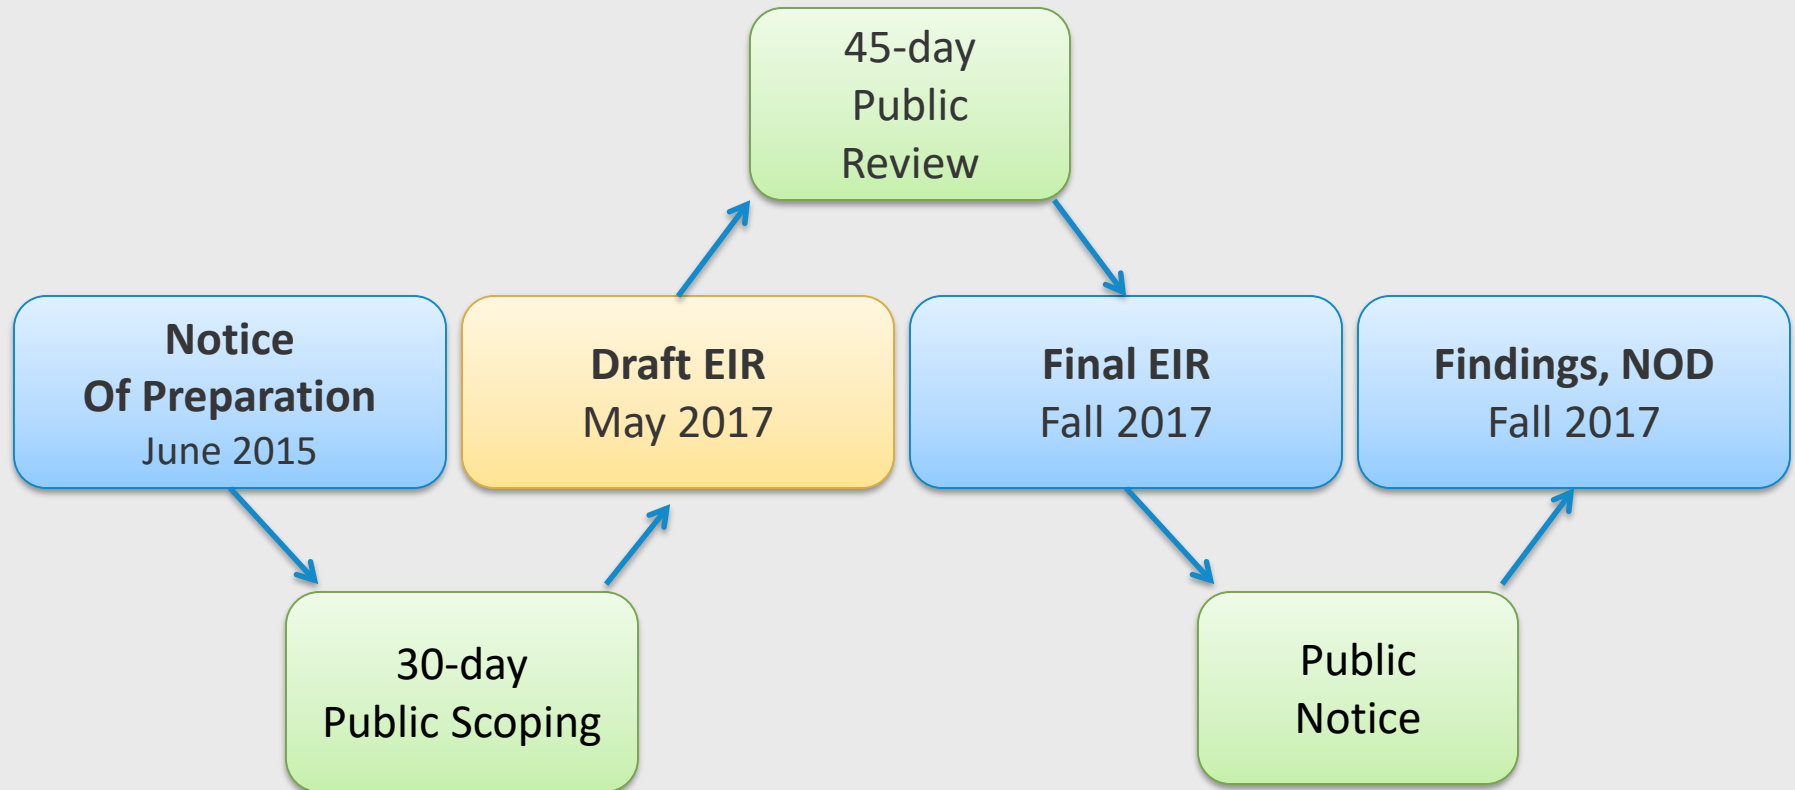 45-day
Public
Review
Notice
Of Preparation
June 2015
Draft EIR
May 2017
Final EIR
Fall 2017
Findings, NOD
Fall 2017
30-day
Public Scoping
Public
Notice